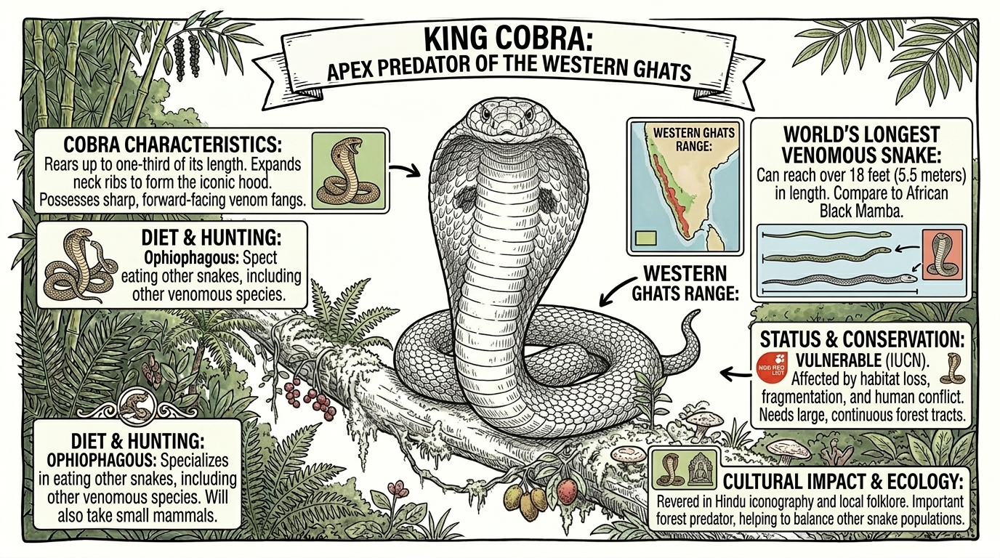 KING COBRA:
APEX PREDATOR OF THE WESTERN GHATS
COBRA CHARACTERISTICS:
Rears up to one-third of its length. Expands
neck ribs to form the iconic hood.
Possesses sharp, forward-facing venom fangs.
DIET & HUNTING:
Ophiophagous: Spect
eating other snakes, including
other venomous species.
DIET & HUNTING:
OPHIOPHAGOUS: Specializes
in eating other snakes, including
other venomous species. Will
also take small mammals.
WESTERN GHATS
RANGE:
WESTERN
GHATS RANGE:
WORLD'S LONGEST
VENOMOUS SNAKE:
Can reach over 18 feet (5.5 meters)
in length. Compare to African
Black Mamba.
STATUS & CONSERVATION:
VULNERABLE (IUCN).
Affected by habitat loss,
fragmentation, and human conflict.
Needs large, continuous forest tracts.
CULTURAL IMPACT & ECOLOGY:
Revered in Hindu iconography and local folklore. Important
forest predator, helping to balance other snake populations.